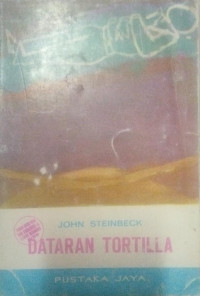 JOHN STEINBECK
DATARAN TORTILLA
PUSTAKA JAYA